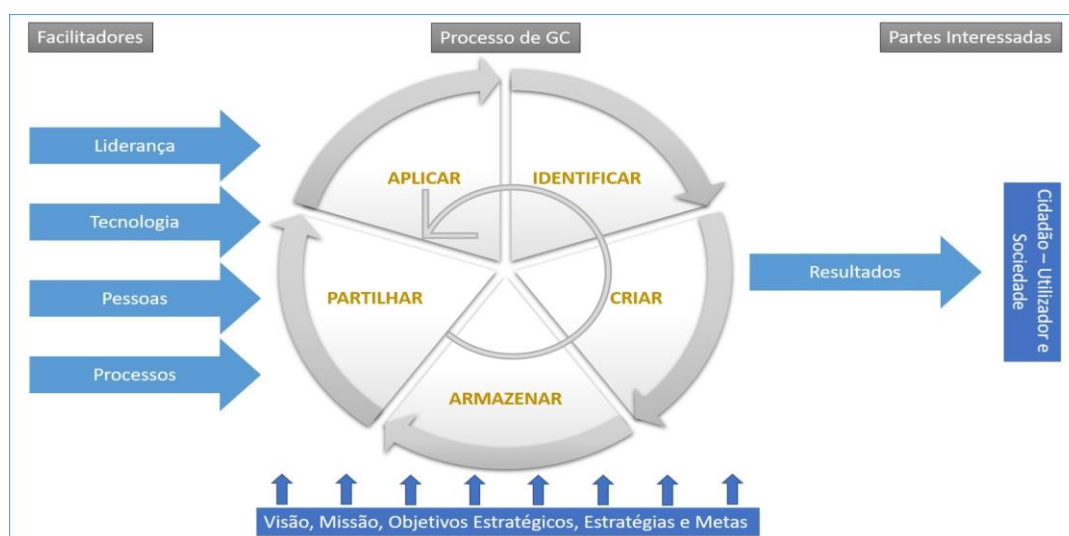 Facilitadores
Processo de GC
Partes Interessadas
Liderança
Tecnologia
Pessoas
Processos
APLICAR
IDENTIFICAR
PARTILHAR
CRIAR
ARMAZENAR
Resultados
Cidadão – Utilizador e
Sociedade
Visão, Missão, Objetivos Estratégicos, Estratégias e Metas